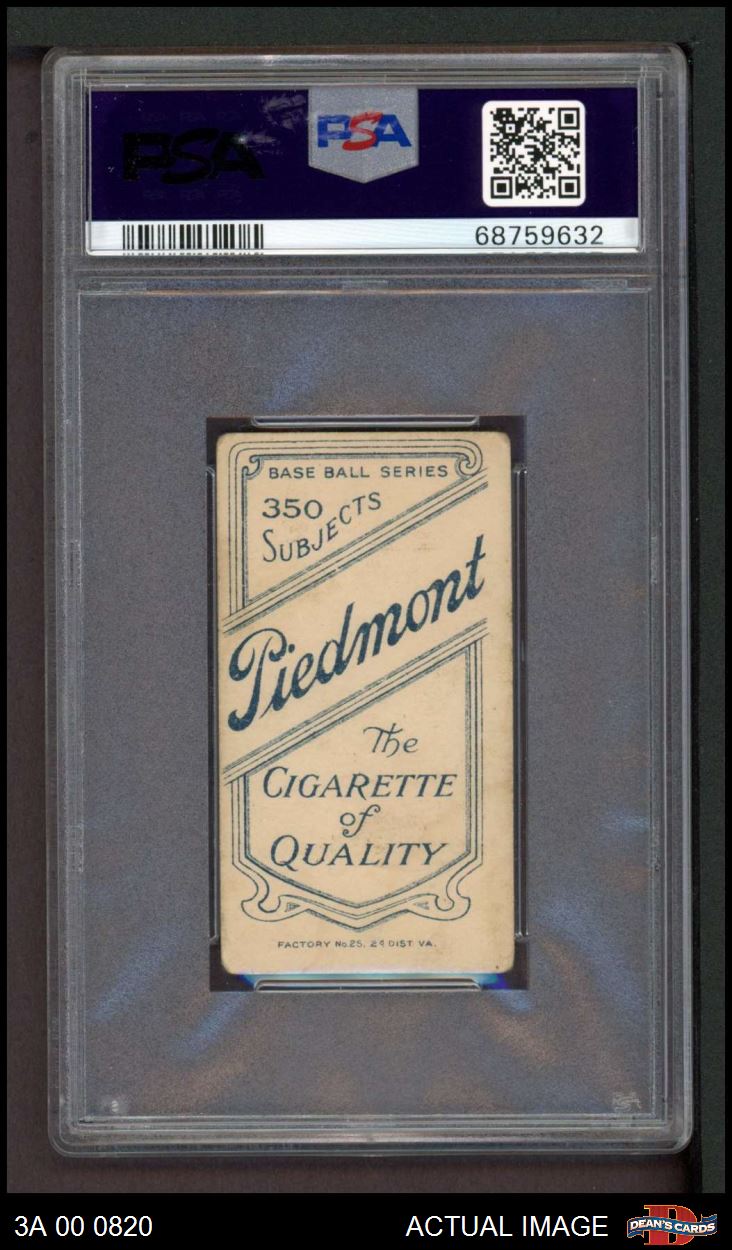 PSA
PSA
68759632
BASE BALL SERIES
350
SUBJECTS
Piedmont
The
CIGARETTE
of
QUALITY
FACTORY No.25, 2d DIST. VA.
3A 00 0820
ACTUAL IMAGE
DEAN'S CARDS